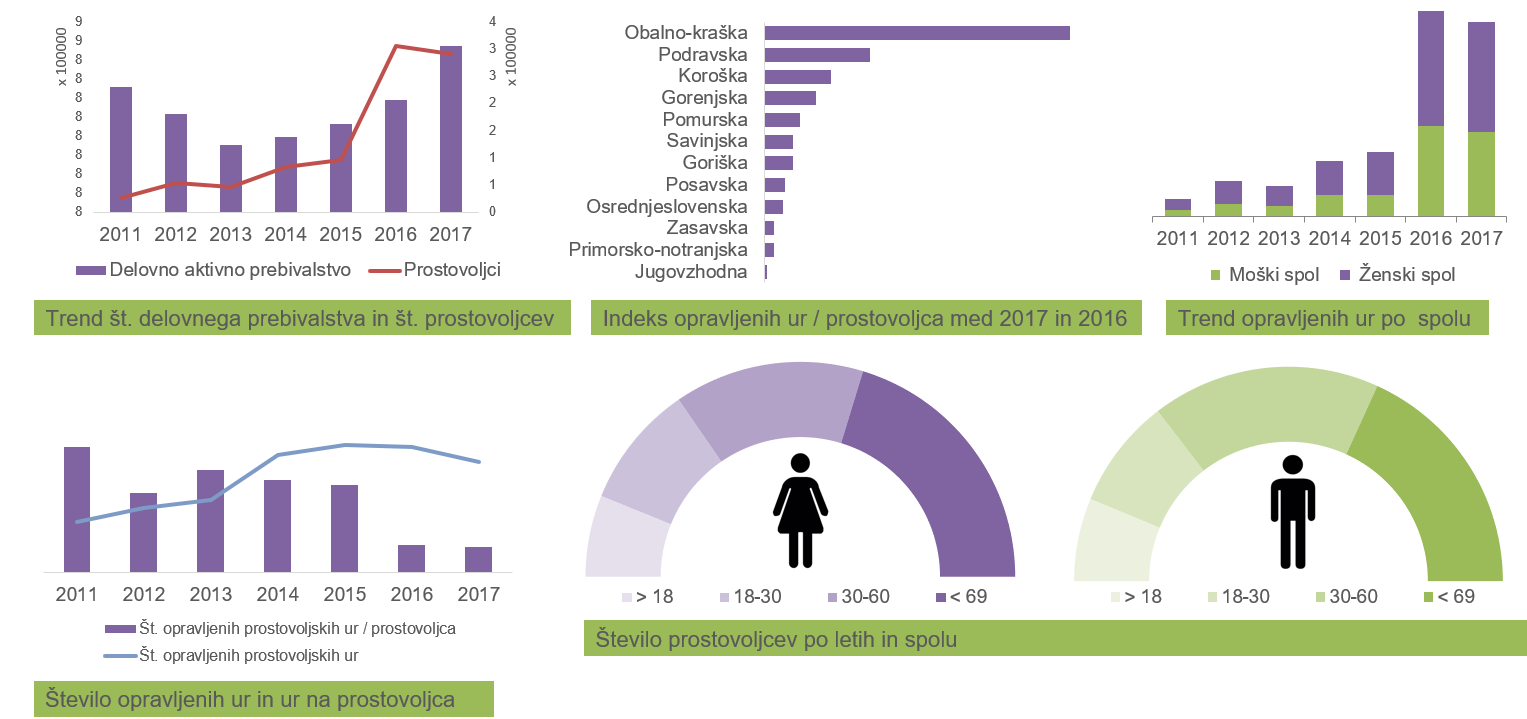 9
9
8
8
8
8
8
8
8
8
8
x 100000
4
3
3
2
2
1
1
0
x 100000
2011 2012 2013 2014 2015 2016 2017
Delovno aktivno prebivalstvo Prostovoljci
Trend št. delovnega prebivalstva in št. prostovoljcev
Obalno-kraška
Podravska
Koroška
Gorenjska
Pomurska
Savinjska
Goriška
Posavska
Osrednjeslovenska
Zasavska
Primorsko-notranjska
Jugovzhodna
Indeks opravljenih ur / prostovoljca med 2017 in 2016
2011 2012 2013 2014 2015 2016 2017
Moški spol Ženski spol
Trend opravljenih ur po spolu
2011 2012 2013 2014 2015 2016 2017
Št. opravljenih prostovoljskih ur / prostovoljca
Št. opravljenih prostovoljskih ur
Število opravljenih ur in ur na prostovoljca
> 18 18-30 30-60 < 69
> 18 18-30 30-60 < 69
Število prostovoljcev po letih in spolu